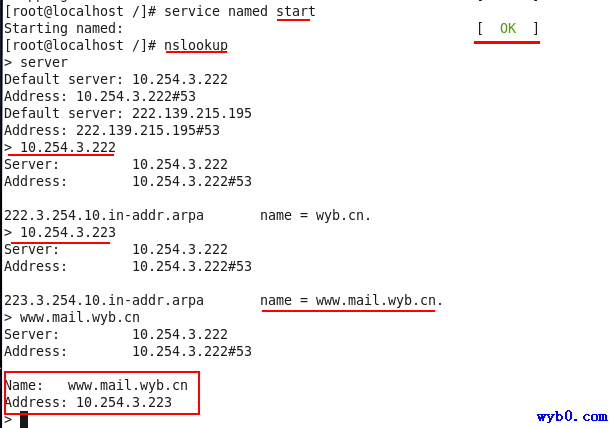 [root@localhost /]# service named start
Starting named:                                            [  OK  ]
[root@localhost /]# nslookup
> server
Default server: 10.254.3.222
Address: 10.254.3.222#53
Default server: 222.139.215.195
Address: 222.139.215.195#53
> 10.254.3.222
Server:         10.254.3.222
Address:        10.254.3.222#53

222.3.254.10.in-addr.arpa       name = wyb.cn.
> 10.254.3.223
Server:         10.254.3.222
Address:        10.254.3.222#53

223.3.254.10.in-addr.arpa       name = www.mail.wyb.cn.
> www.mail.wyb.cn
Server:         10.254.3.222
Address:        10.254.3.222#53

Name:   www.mail.wyb.cn
Address: 10.254.3.223
>
wyb0.com